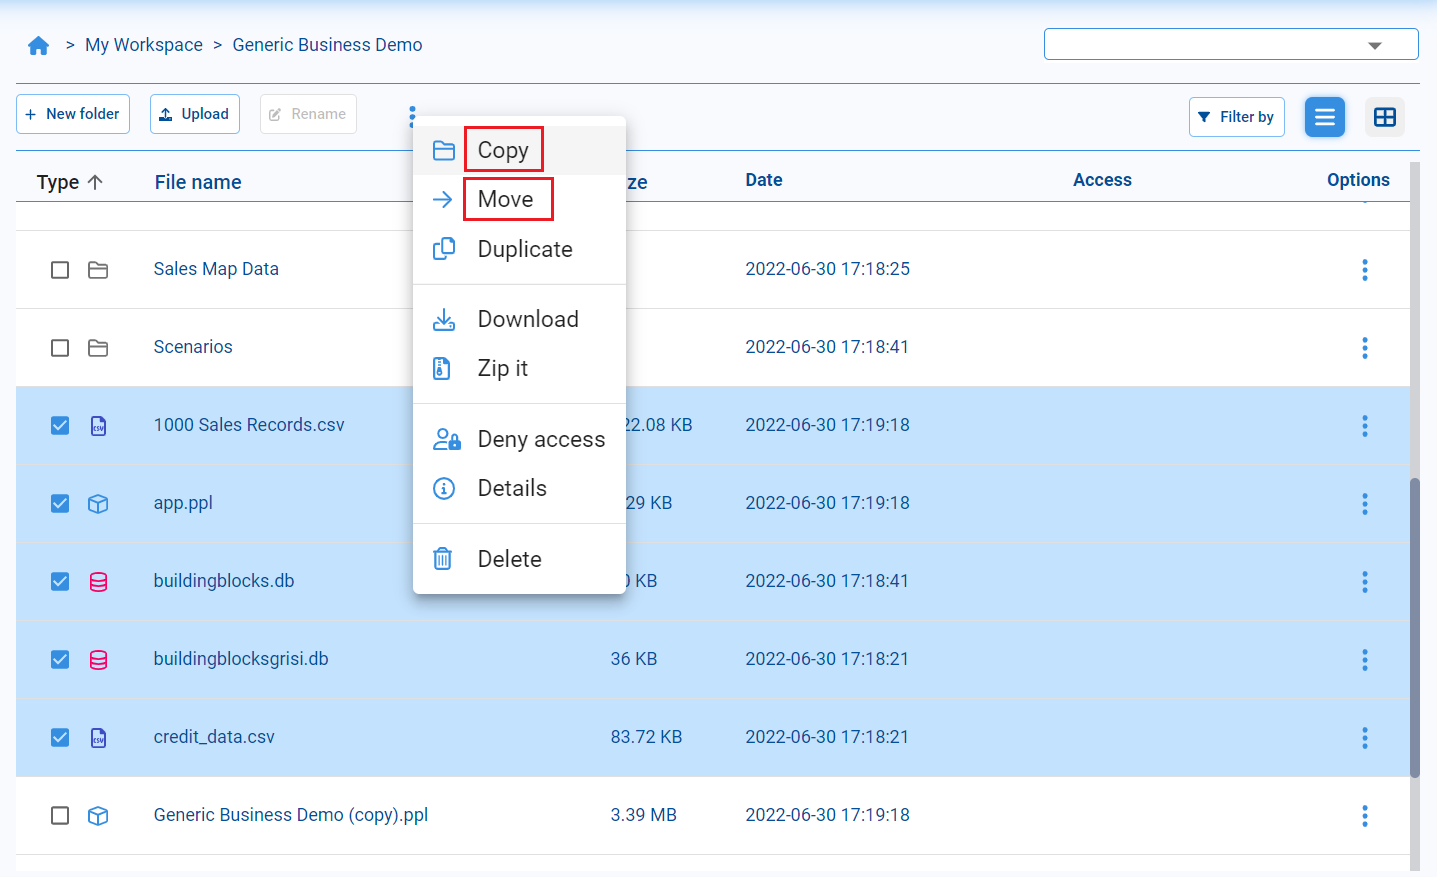 > My Workspace > Generic Business Demo
+ New folder Upload Rename Filter by
Type File name ze Date Access Options
Copy
Move
Duplicate
Download
Zip it
Deny access
Details
Delete
Sales Map Data 2022-06-30 17:18:25
Scenarios 2022-06-30 17:18:41
1000 Sales Records.csv 22.08 KB 2022-06-30 17:19:18
app.ppl 29 KB 2022-06-30 17:19:18
buildingblocks.db 0 KB 2022-06-30 17:18:41
buildingblocksgrisi.db 36 KB 2022-06-30 17:18:21
credit_data.csv 83.72 KB 2022-06-30 17:18:21
Generic Business Demo (copy).ppl 3.39 MB 2022-06-30 17:19:18